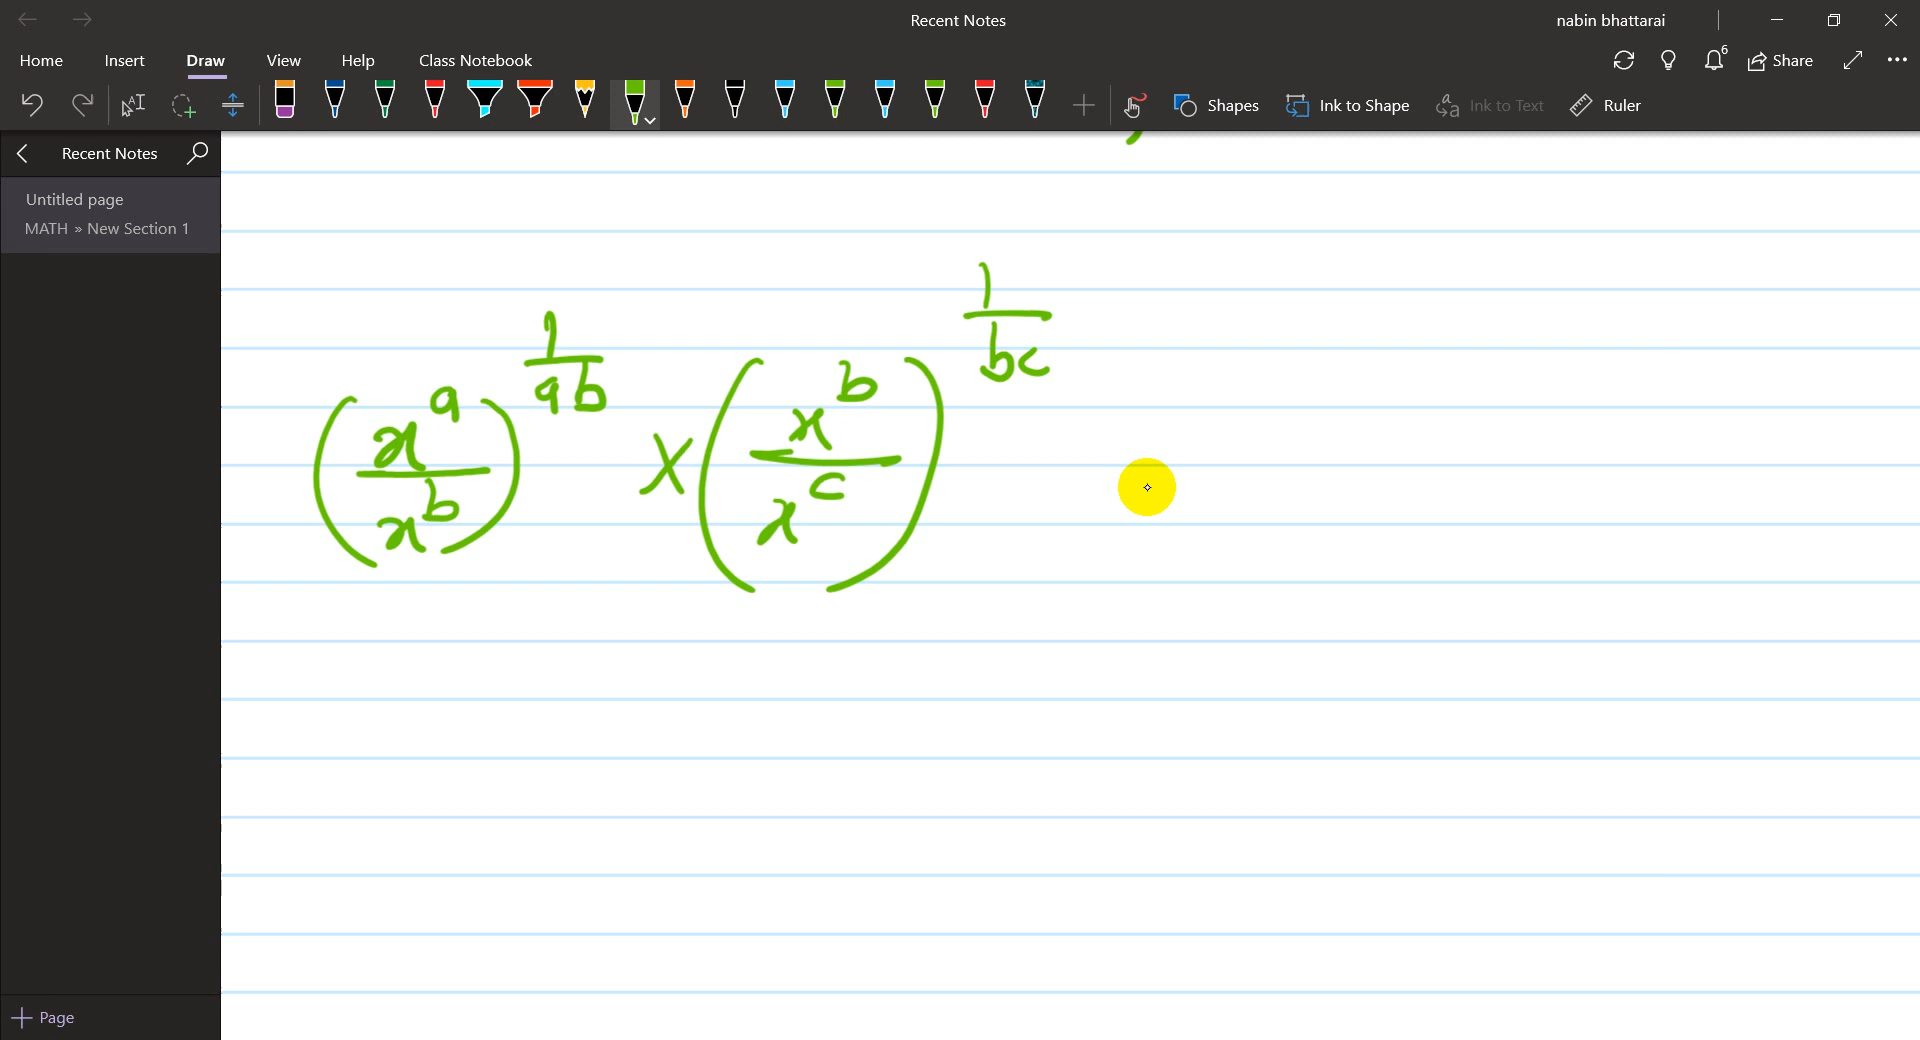 Recent Notes
nabin bhattarai
Home Insert Draw View Help Class Notebook
6
Share
Shapes Ink to Shape Ink to Text Ruler
Recent Notes
Untitled page
MATH » New Section 1
(x^a/x^b)^(1/ab) × (x^b/x^c)^(1/bc)
Page